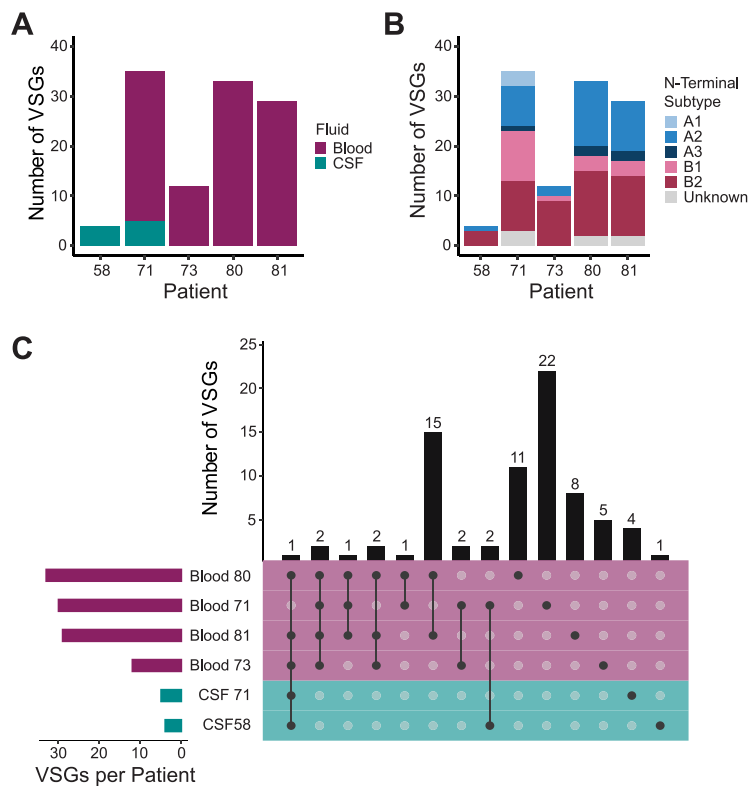 A
Number of VSGs
40
30
20
10
0
58 71 73 80 81
Patient
Fluid
Blood
CSF
B
Number of VSGs
40
30
20
10
0
58 71 73 80 81
Patient
N-Terminal
Subtype
A1
A2
A3
B1
B2
Unknown
C
Number of VSGs
25
20
15
10
5
1 2 1 2 1 15 2 2 11 22 8 5 4 1
Blood 80
Blood 71
Blood 81
Blood 73
CSF 71
CSF58
30 20 10 0
VSGs per Patient